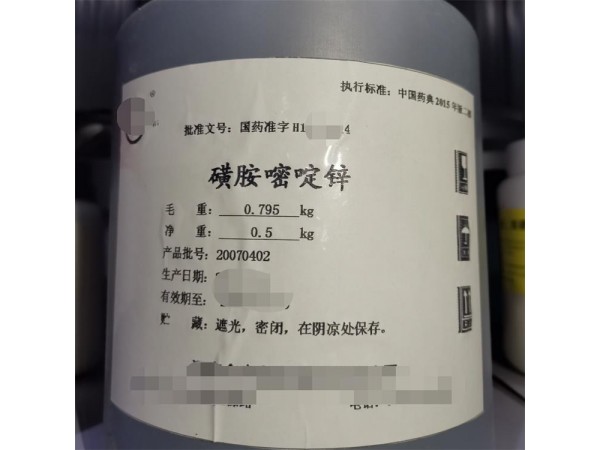 执行标准：中国药典2015年第二部
批准文号：国药准字H1 4
磺胺嘧啶锌
毛 重： 0.795 kg
净 重： 0.5 kg
产品批号：20070402
生产日期：
有效期至：
贮 藏：遮光，密闭，在阴凉处保存。